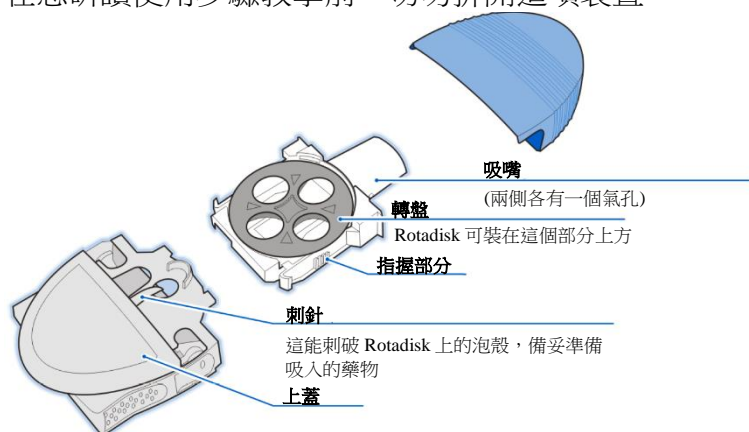 吸嘴
(兩側各有一個氣孔)
轉盤
Rotadisk 可裝在這個部分上方
指握部分
刺針
這能刺破 Rotadisk 上的泡殼,備妥準備
吸入的藥物
上蓋